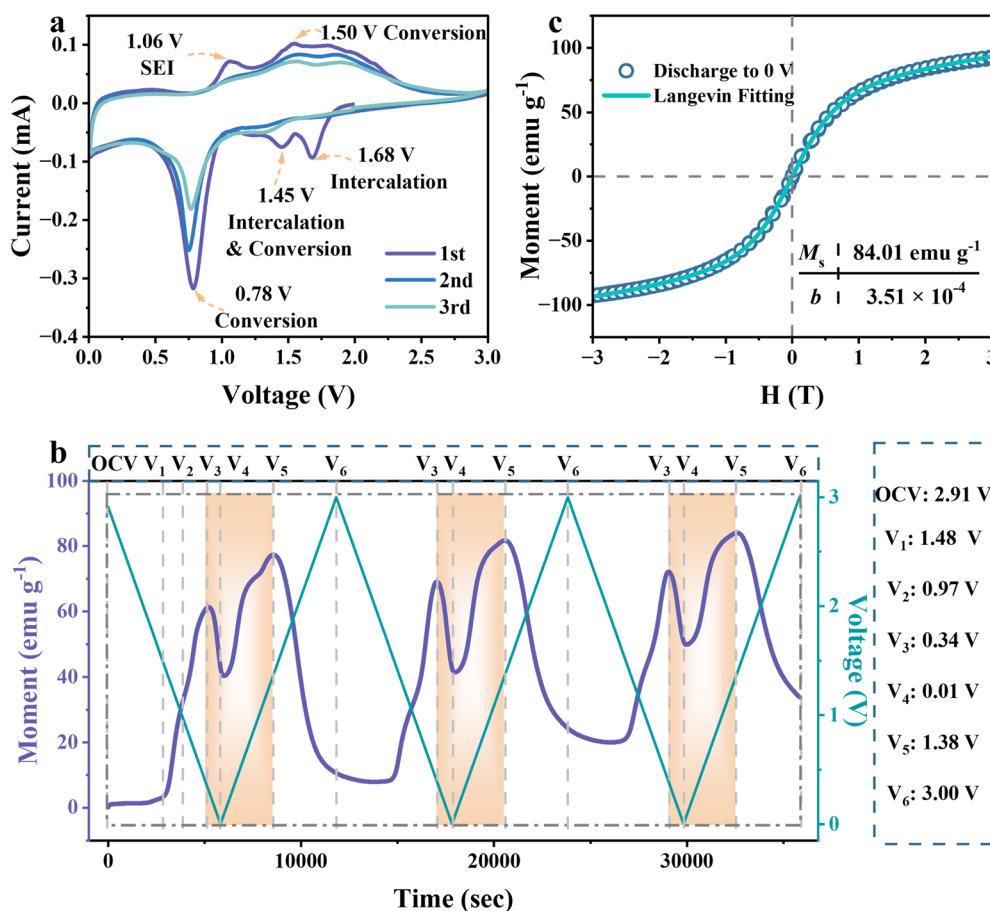 a
1.06 V
SEI
1.50 V Conversion
1.68 V
Intercalation
1.45 V
Intercalation
& Conversion
0.78 V
Conversion
1st
2nd
3rd
0.1
0.0
−0.1
−0.2
−0.3
−0.4
Current (mA)
0.0 0.5 1.0 1.5 2.0 2.5 3.0
Voltage (V)
c
Discharge to 0 V
Langevin Fitting
100
50
0
−50
−100
Moment (emu g⁻¹)
Mₛ 84.01 emu g⁻¹
b 3.51 × 10⁻⁴
−3 −2 −1 0 1 2 3
H (T)
b
OCV V₁ V₂ V₃ V₄ V₅ V₆ V₃ V₄ V₅ V₆ V₃ V₄ V₅ V₆
100
80
60
40
20
0
Moment (emu g⁻¹)
3
2
1
0
Voltage (V)
0 10000 20000 30000
Time (sec)
OCV: 2.91 V
V₁: 1.48 V
V₂: 0.97 V
V₃: 0.34 V
V₄: 0.01 V
V₅: 1.38 V
V₆: 3.00 V